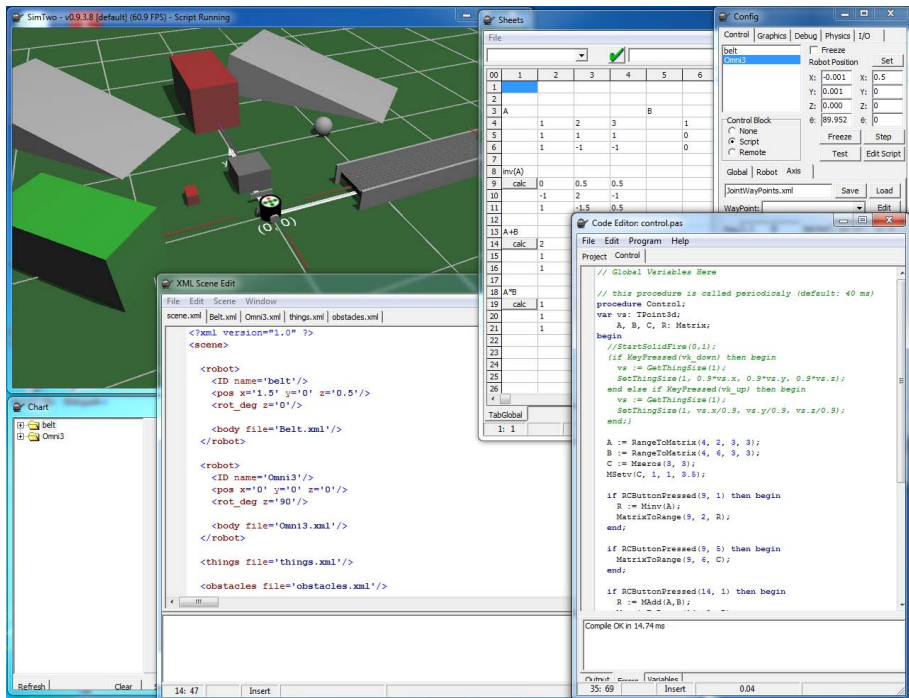 SimTwo - v0.9.3.8 [default] (60.9 FPS) - Script Running
(0,0)
Sheets
File
00 1 2 3 4 5 6
1
2
3 A B
4 1 2 3 1
5 1 1 1 0
6 1 -1 -1 0
7
8 inv(A)
9 calc 0 0.5 0.5
10 -1 2 -1
11 1 -1.5 0.5
12
13 A+B
14 calc 2
15 1
16 1
17
18 A*B
19 calc 1
20 1
21 1
22
23
24
25
26
TabGlobal
1: 1
Config
Control Graphics Debug Physics I/O
belt
Omni3
Freeze
Robot Position Set
X: -0.001 X: 0.5
Y: 0.001 Y: 0
Z: 0.000 Z: 0
θ: 89.952 θ: 0
Control Block
None
Script
Remote
Freeze Step
Test Edit Script
Global Robot Axis
JointWayPoints.xml Save Load
WayPoint: Edit
Chart
belt
Omni3
Refresh Clear
XML Scene Edit
File Edit Scene Window
scene.xml Belt.xml Omni3.xml things.xml obstacles.xml
<?xml version="1.0" ?>
<scene>
<robot>
<ID name='belt'/>
<pos x='1.5' y='0' z='0.5'/>
<rot_deg z='0'/>
<body file='Belt.xml'/>
</robot>
<robot>
<ID name='Omni3'/>
<pos x='0' y='0' z='0'/>
<rot_deg z='90'/>
<body file='Omni3.xml'/>
</robot>
<things file='things.xml'/>
<obstacles file='obstacles.xml'/>
14: 47 Insert
Code Editor: control.pas
File Edit Program Help
Project Control
// Global Variables Here
// this procedure is called periodicaly (default: 40 ms)
procedure Control;
var vs: TPoint3d;
A, B, C, R: Matrix;
begin
//StartSolidFire(0,1);
{if KeyPressed(vk_down) then begin
vs := GetThingSize(1);
SetThingSize(1, 0.9*vs.x, 0.9*vs.y, 0.9*vs.z);
end else if KeyPressed(vk_up) then begin
vs := GetThingSize(1);
SetThingSize(1, vs.x/0.9, vs.y/0.9, vs.z/0.9);
end;}
A := RangeToMatrix(4, 2, 3, 3);
B := RangeToMatrix(4, 6, 3, 3);
C := Mzeros(3, 3);
MSetv(C, 1, 1, 3.5);
if RCButtonPressed(9, 1) then begin
R := Minv(A);
MatrixToRange(9, 2, R);
end;
if RCButtonPressed(9, 5) then begin
MatrixToRange(9, 6, C);
end;
if RCButtonPressed(14, 1) then begin
R := MAdd(A,B);
Compile OK in 14.74 ms
Output Errors Variables
35: 69 Insert 0.04